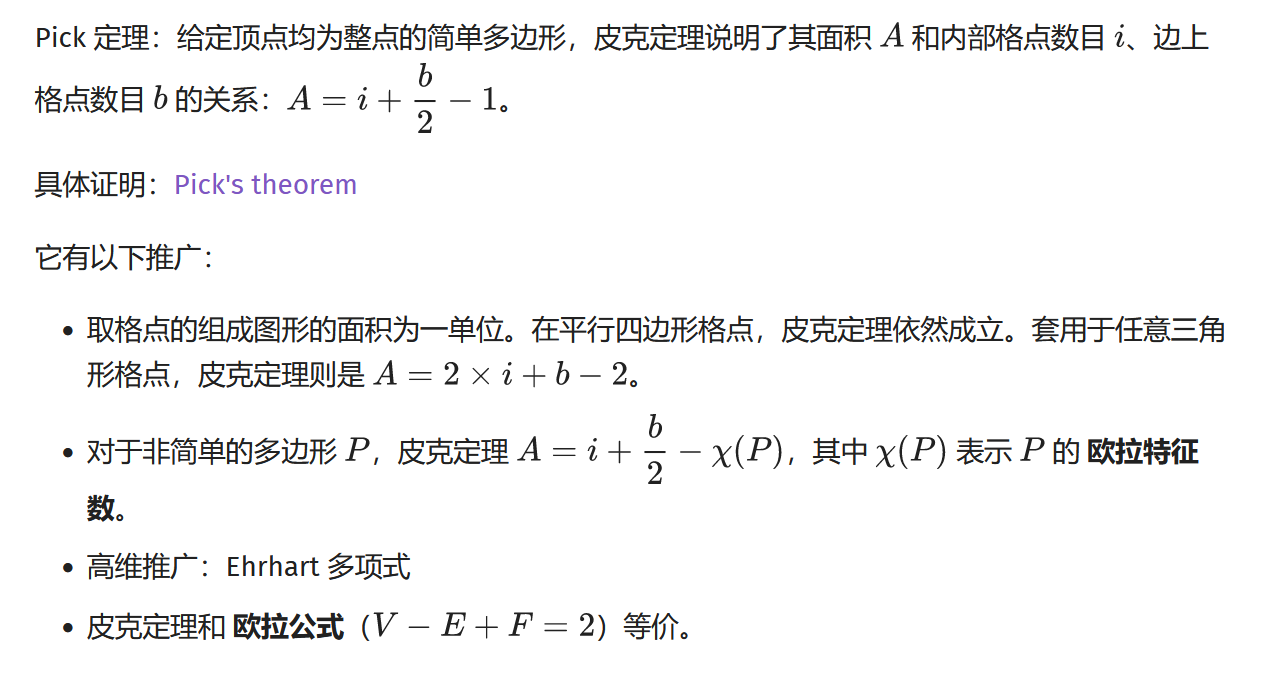 Pick 定理：给定顶点均为整点的简单多边形，皮克定理说明了其面积 A 和内部格点数目 i、边上
格点数目 b 的关系：A = i + b/2 − 1。
具体证明：Pick's theorem
它有以下推广：
• 取格点的组成图形的面积为一单位。在平行四边形格点，皮克定理依然成立。套用于任意三角
形格点，皮克定理则是 A = 2 × i + b − 2。
• 对于非简单的多边形 P，皮克定理 A = i + b/2 − χ(P)，其中 χ(P) 表示 P 的 欧拉特征
数。
• 高维推广：Ehrhart 多项式
• 皮克定理和 欧拉公式（V − E + F = 2）等价。